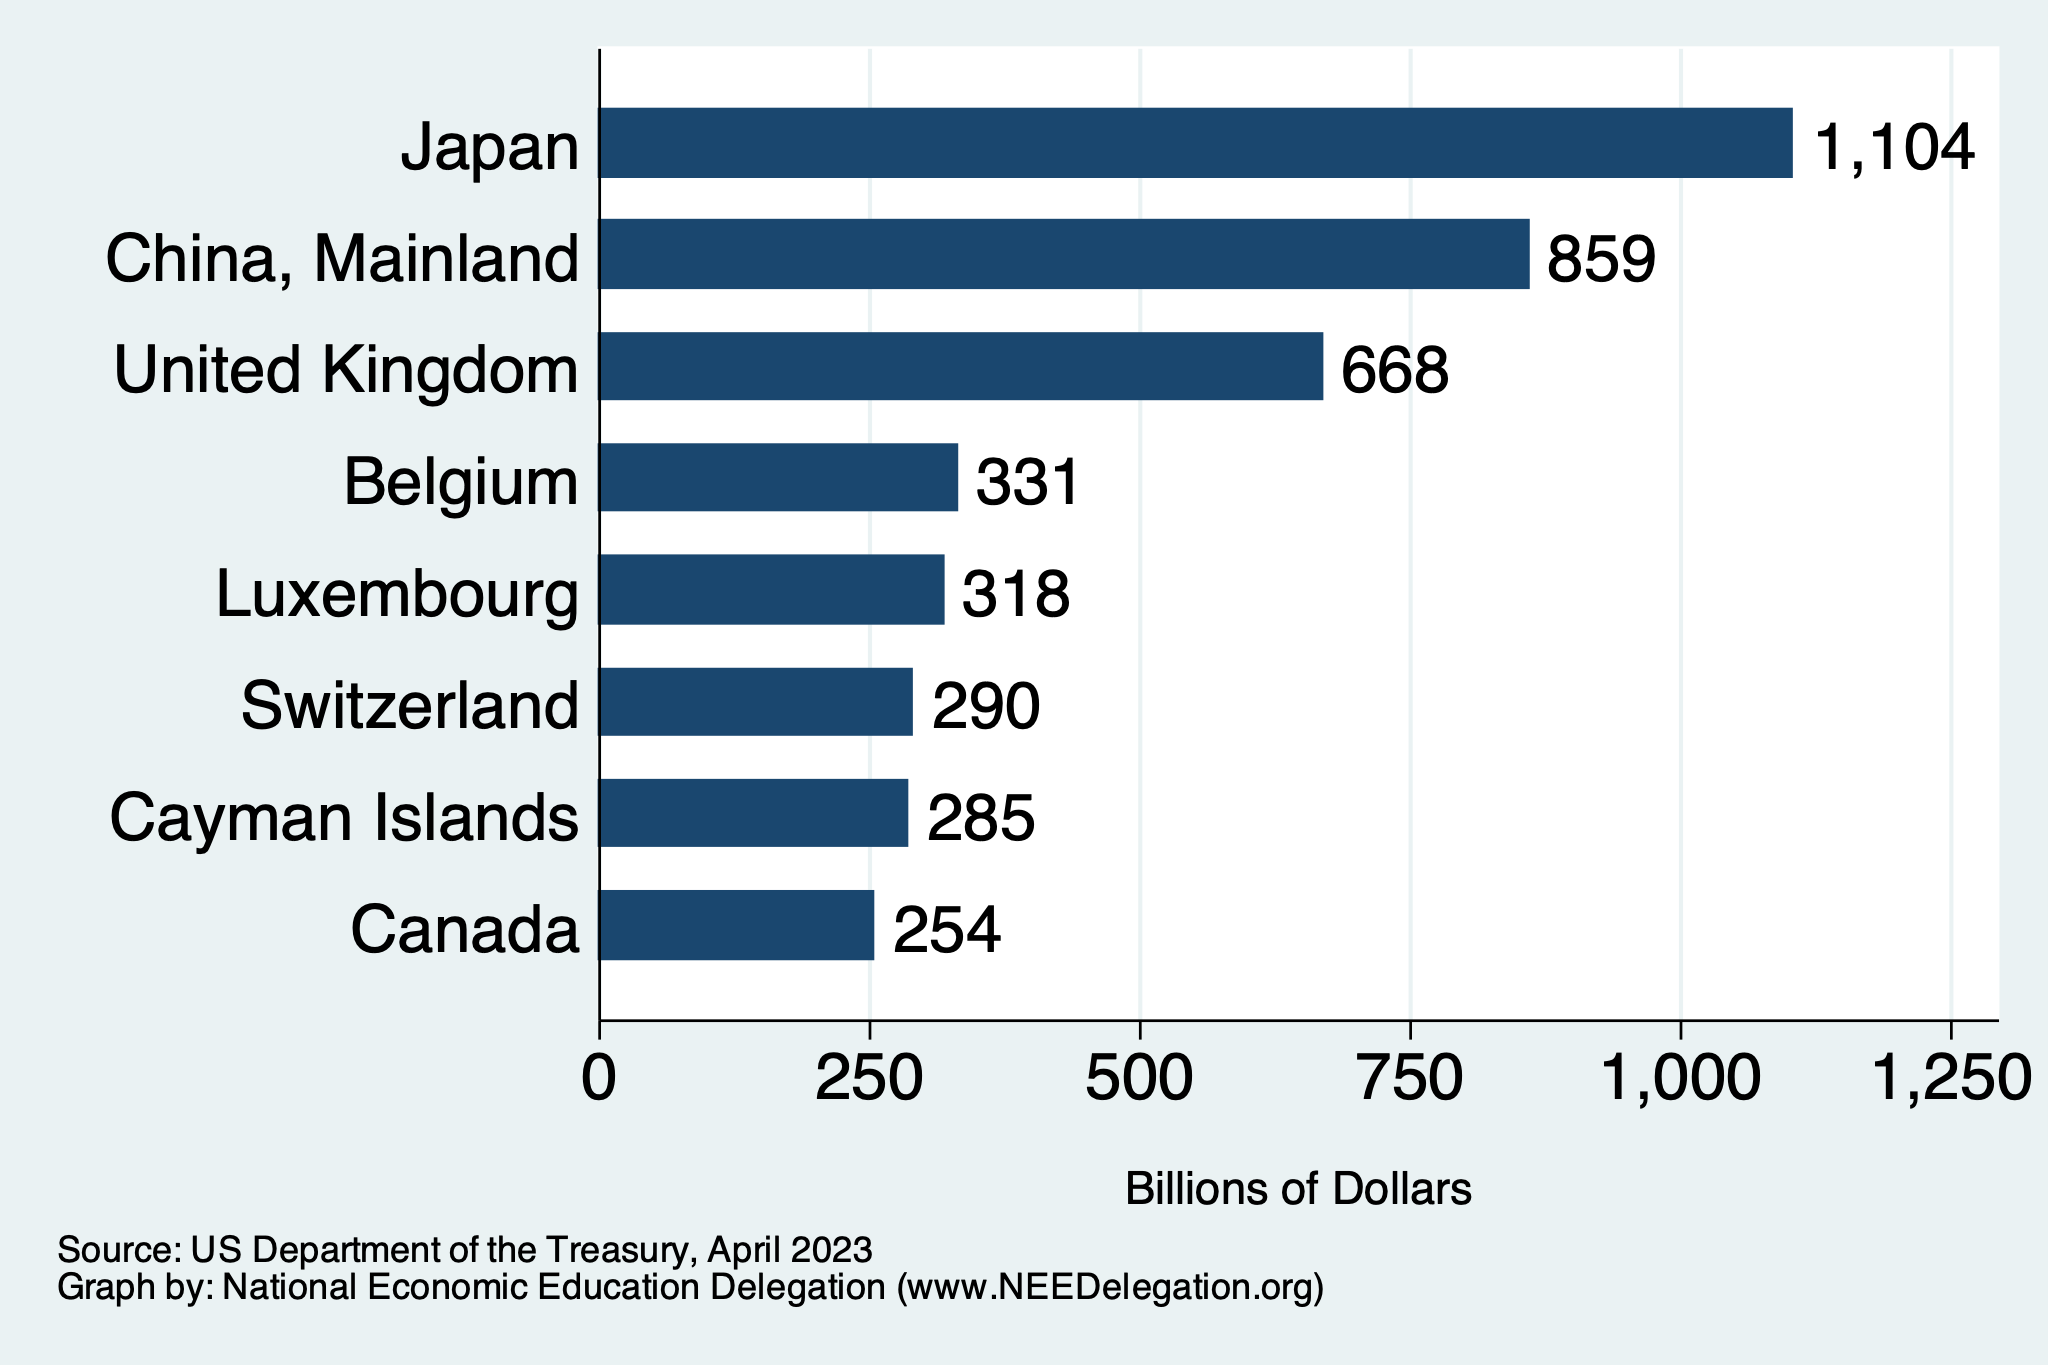 Japan 1,104
China, Mainland 859
United Kingdom 668
Belgium 331
Luxembourg 318
Switzerland 290
Cayman Islands 285
Canada 254
0 250 500 750 1,000 1,250
Billions of Dollars
Source: US Department of the Treasury, April 2023
Graph by: National Economic Education Delegation (www.NEEDelegation.org)